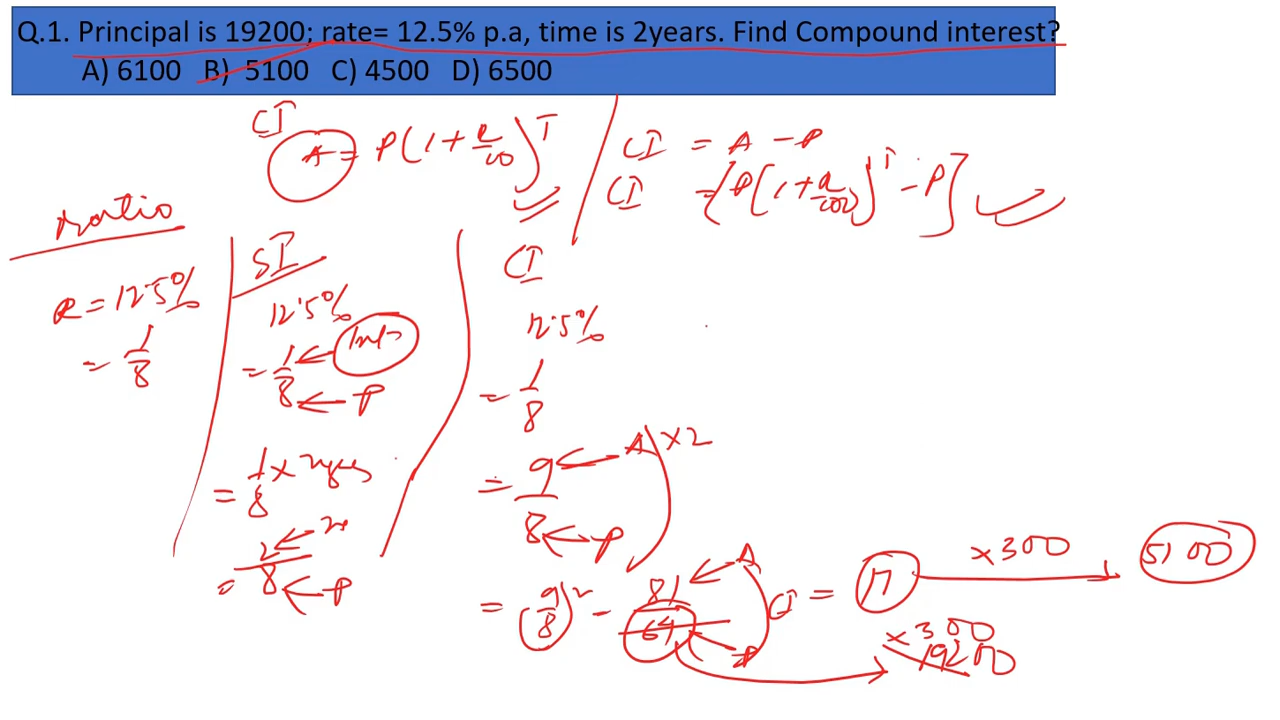 Q.1. Principal is 19200; rate= 12.5% p.a, time is 2years. Find Compound interest?
A) 6100 B) 5100 C) 4500 D) 6500
CI
A = P(1+R/100)^T
CI = A - P
CI = [P(1+R/100)^T - P]
Ratio
R = 12.5%
= 1/8
SI
12.5%
= 1/8 ← Int
← P
= 1/8 × 2yrs
= 2/8 ←
← P
CI
12.5%
= 1/8
= 9/8 ← A
← P
×2
= (9/8)² = 81/64 ← A
← P
CI = 17 ×300 → 5100
×300
19200